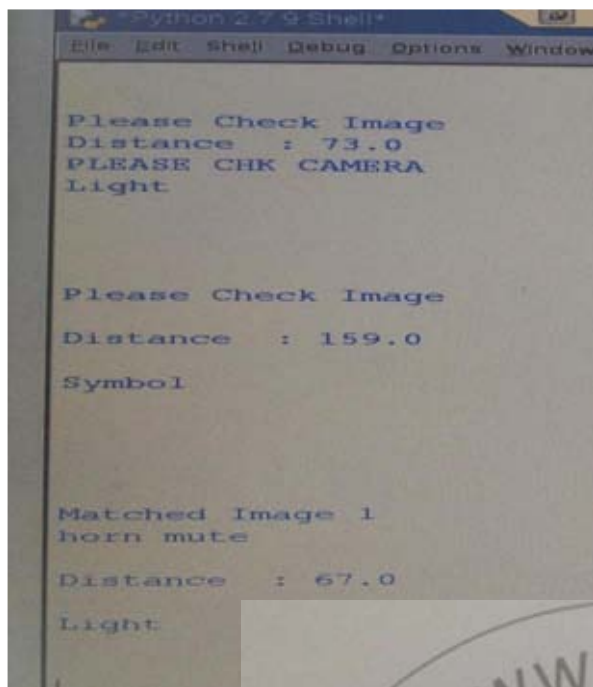 *Python 2.7.9 Shell*
File Edit Shell Debug Options Window
Please Check Image
Distance : 73.0
PLEASE CHK CAMERA
Light
Please Check Image
Distance : 159.0
Symbol
Matched Image 1
horn mute
Distance : 67.0
Light
NW